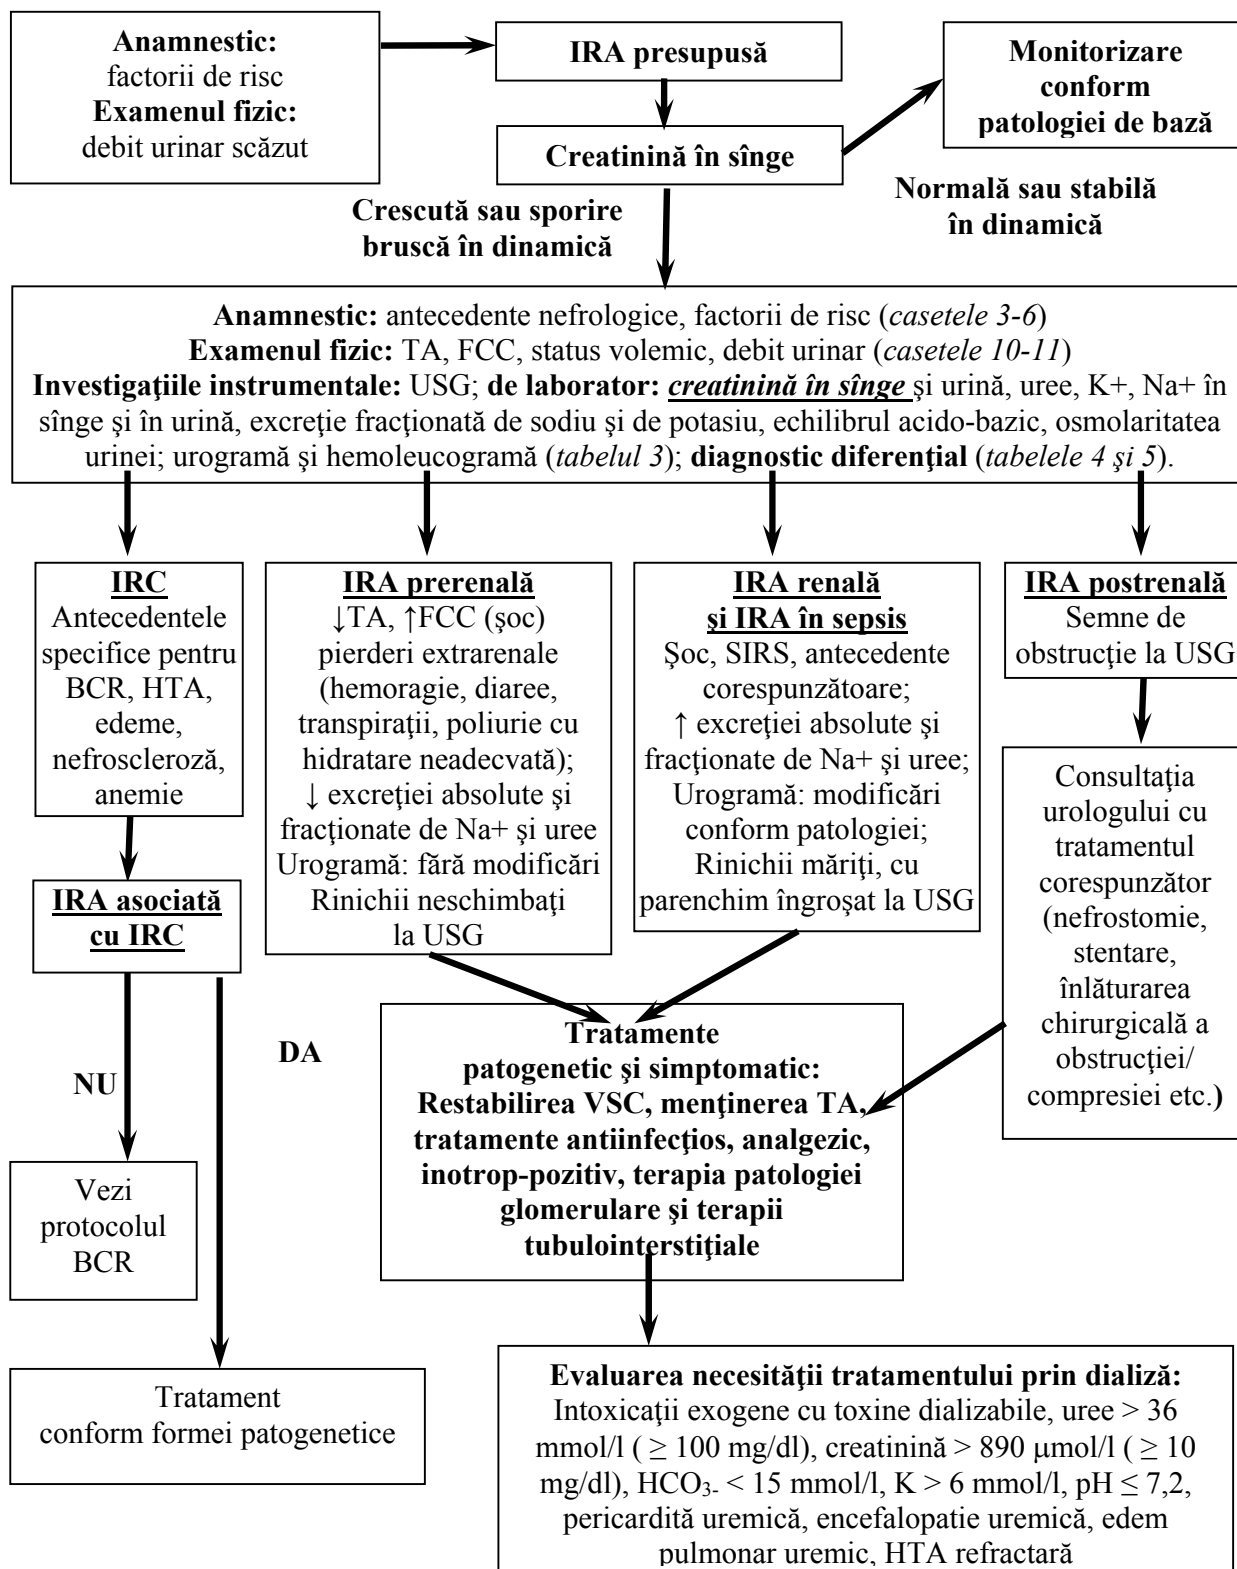 Anamnestic:
factorii de risc
Examenul fizic:
debit urinar scăzut
IRA presupusă
Monitorizare
conform
patologiei de bază
Creatinină în sînge
Crescută sau sporire
bruscă în dinamică
Normală sau stabilă
în dinamică
Anamnestic: antecedente nefrologice, factorii de risc (casetele 3-6)
Examenul fizic: TA, FCC, status volemic, debit urinar (casetele 10-11)
Investigaţiile instrumentale: USG; de laborator: creatinină în sînge şi urină, uree, K+, Na+ în
sînge şi în urină, excreţie fracţionată de sodiu şi de potasiu, echilibrul acido-bazic, osmolaritatea
urinei; urogramă şi hemoleucogramă (tabelul 3); diagnostic diferenţial (tabelele 4 şi 5).
IRC
Antecedentele
specifice pentru
BCR, HTA,
edeme,
nefroscleroză,
anemie
IRA prerenală
↓TA, ↑FCC (şoc)
pierderi extrarenale
(hemoragie, diaree,
transpiraţii, poliurie cu
hidratare neadecvată);
↓ excreţiei absolute şi
fracţionate de Na+ şi uree
Urogramă: fără modificări
Rinichii neschimbaţi
la USG
IRA renală
şi IRA în sepsis
Şoc, SIRS, antecedente
corespunzătoare;
↑ excreţiei absolute şi
fracţionate de Na+ şi uree;
Urogramă: modificări
conform patologiei;
Rinichii măriţi, cu
parenchim îngroşat la USG
IRA postrenală
Semne de
obstrucţie la USG
Consultaţia
urologului cu
tratamentul
corespunzător
(nefrostomie,
stentare,
înlăturarea
chirurgicală a
obstrucţiei/
compresiei etc.)
IRA asociată
cu IRC
NU
DA
Tratamente
patogenetic şi simptomatic:
Restabilirea VSC, menţinerea TA,
tratamente antiinfecţios, analgezic,
inotrop-pozitiv, terapia patologiei
glomerulare şi terapii
tubulointerstiţiale
Vezi
protocolul
BCR
Tratament
conform formei patogenetice
Evaluarea necesităţii tratamentului prin dializă:
Intoxicaţii exogene cu toxine dializabile, uree > 36
mmol/l ( ≥ 100 mg/dl), creatinină > 890 μmol/l ( ≥ 10
mg/dl), HCO3- < 15 mmol/l, K > 6 mmol/l, pH ≤ 7,2,
pericardită uremică, encefalopatie uremică, edem
pulmonar uremic, HTA refractară